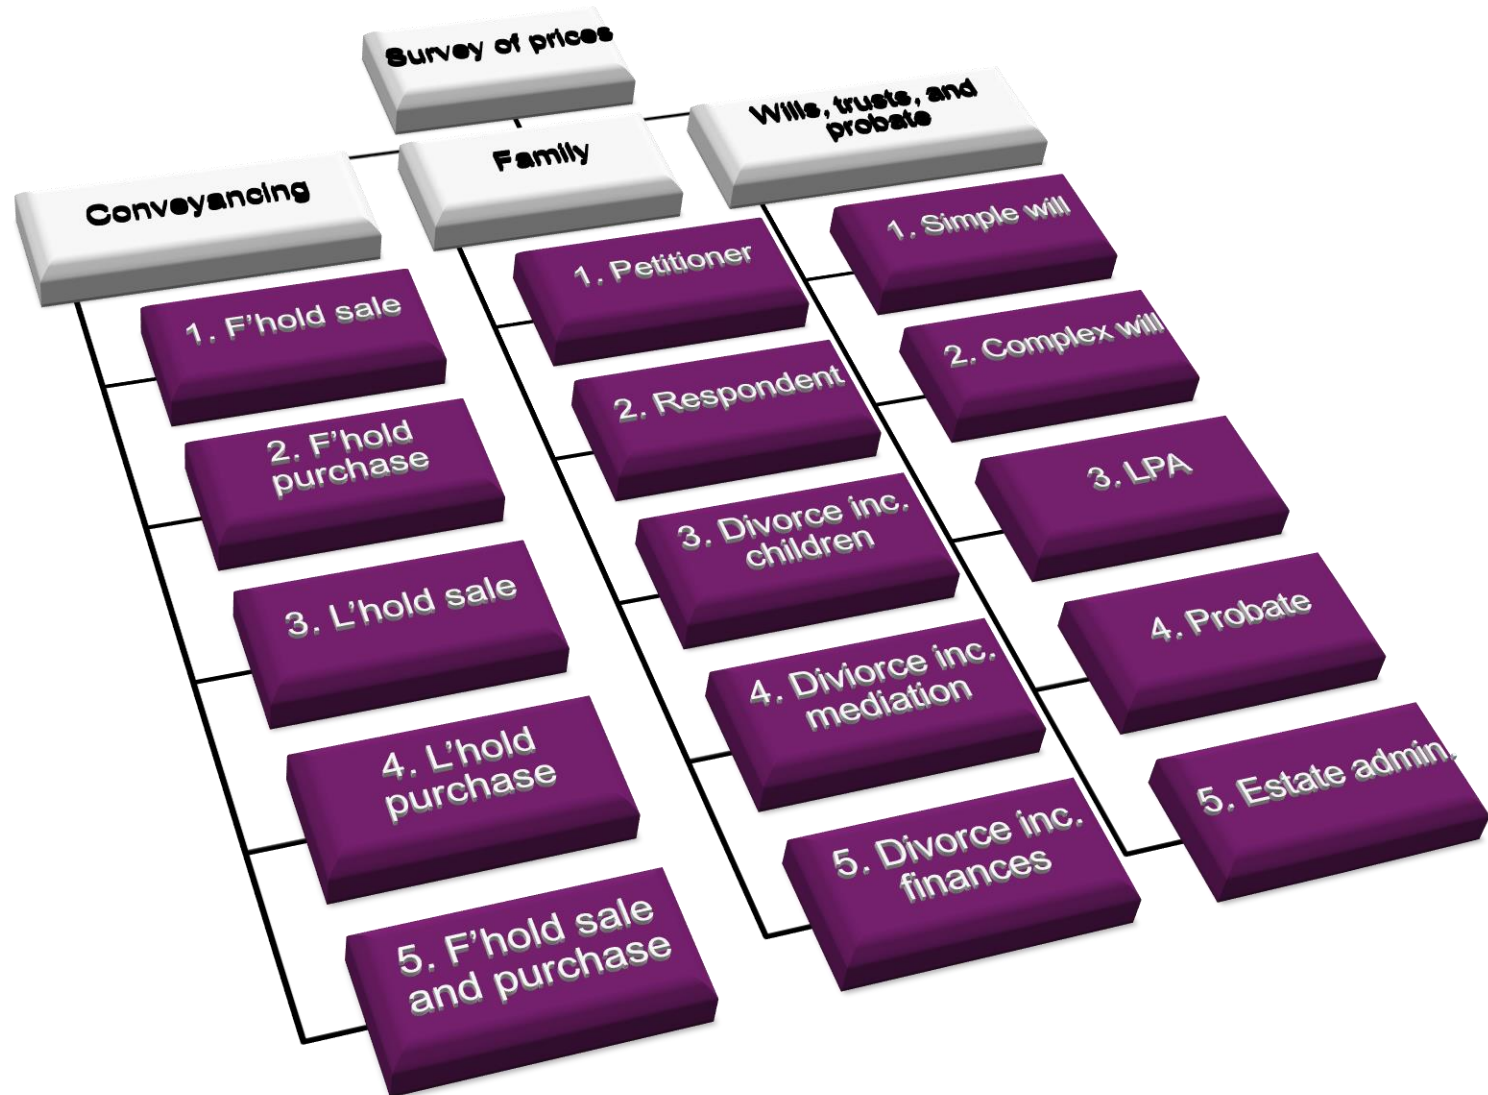 Survey of prices
Conveyancing
1. F'hold sale
2. F'hold
purchase
3. L'hold sale
4. L'hold
purchase
5. F'hold sale
and purchase
Family
1. Petitioner
2. Respondent
3. Divorce inc.
children
4. Diviorce inc.
mediation
5. Divorce inc.
finances
Wills, trusts, and
probate
1. Simple will
2. Complex will
3. LPA
4. Probate
5. Estate admin.